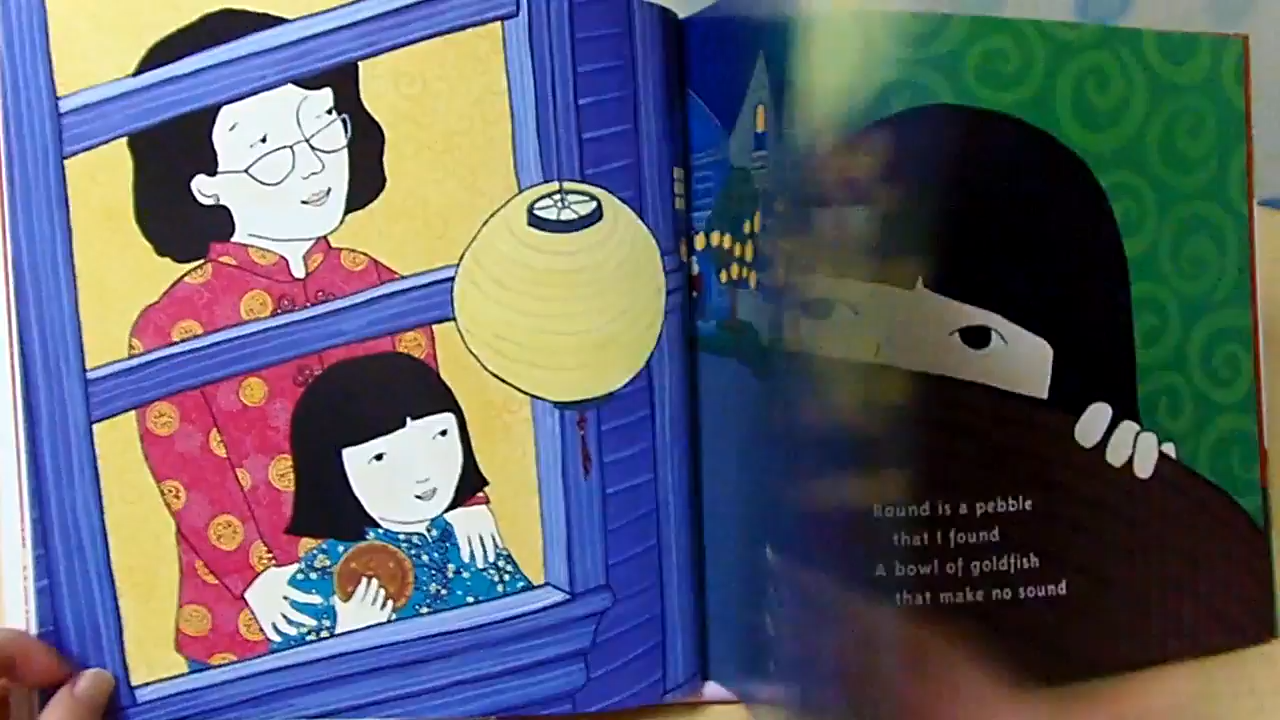 Round is a pebble
that I found
A bowl of goldfish
that make no sound